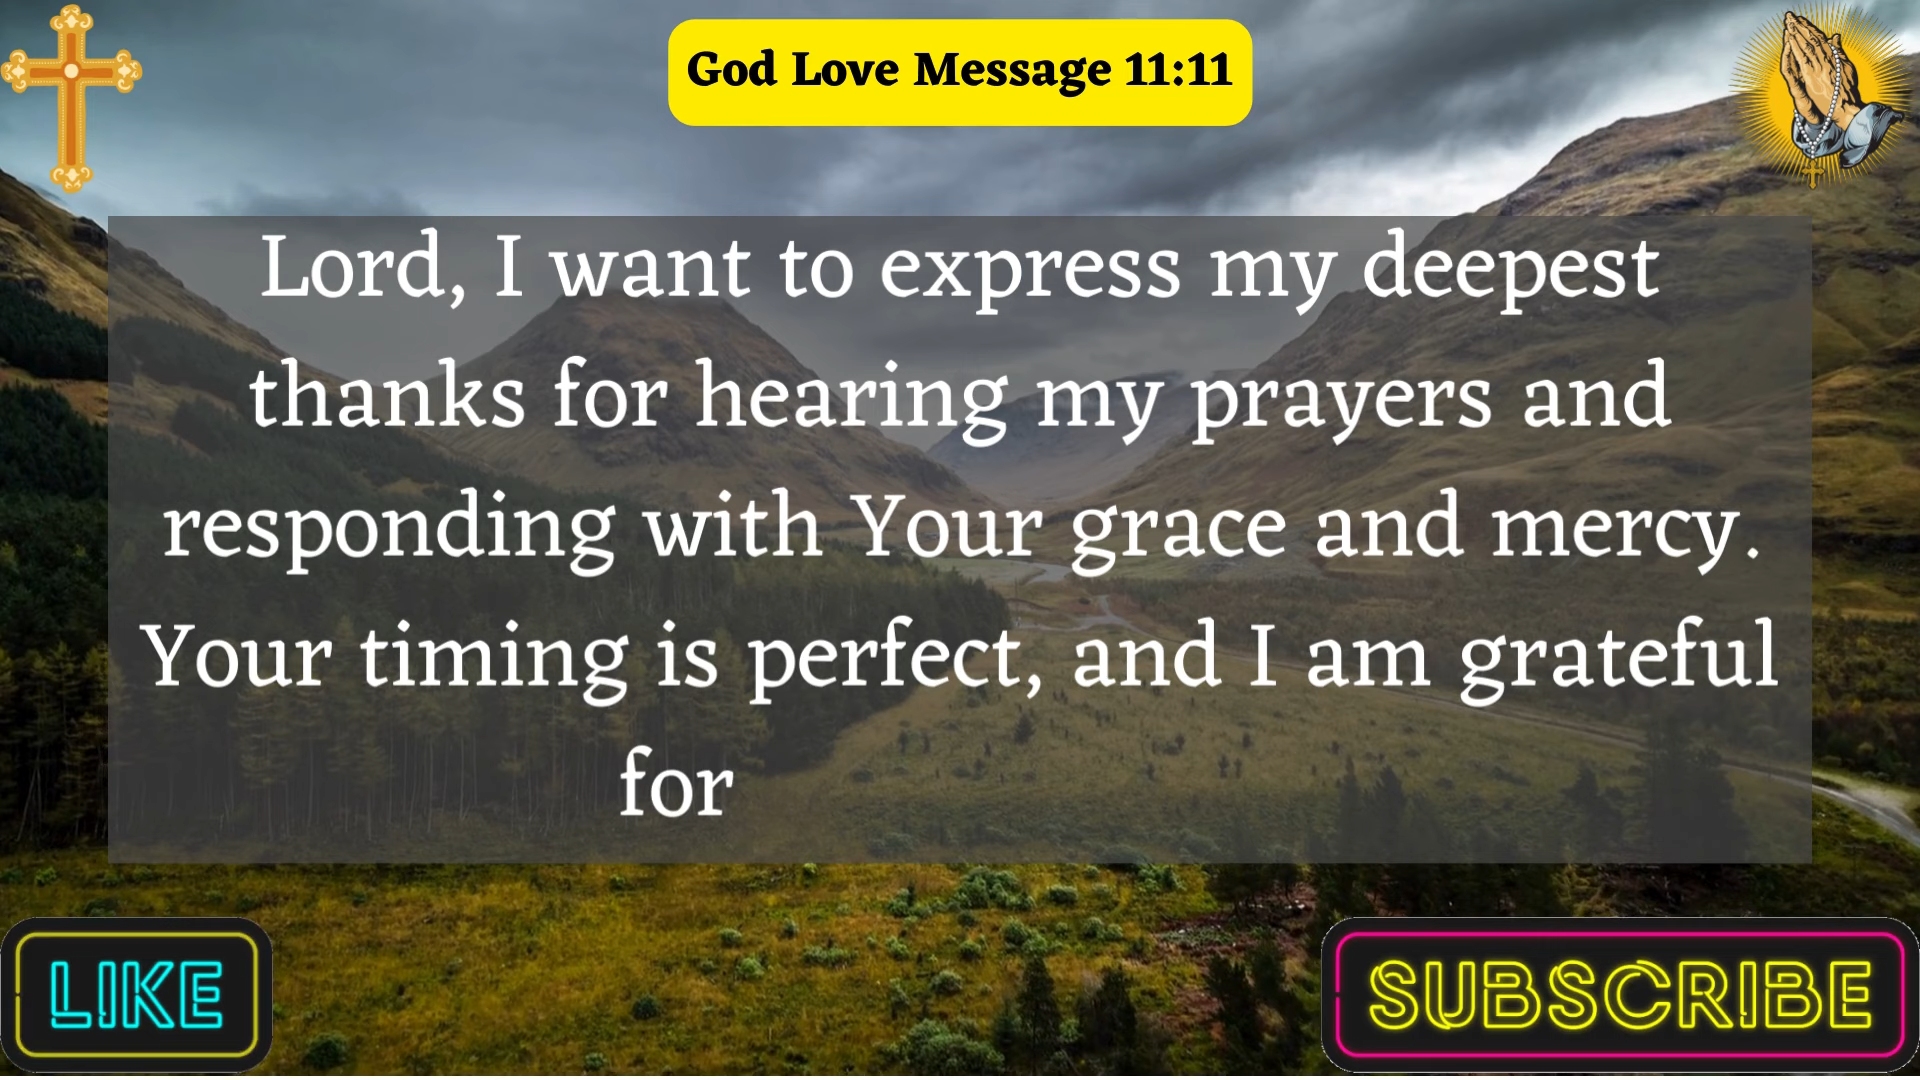 God Love Message 11:11
Lord, I want to express my deepest
thanks for hearing my prayers and
responding with Your grace and mercy.
Your timing is perfect, and I am grateful
for
LIKE
SUBSCRIBE